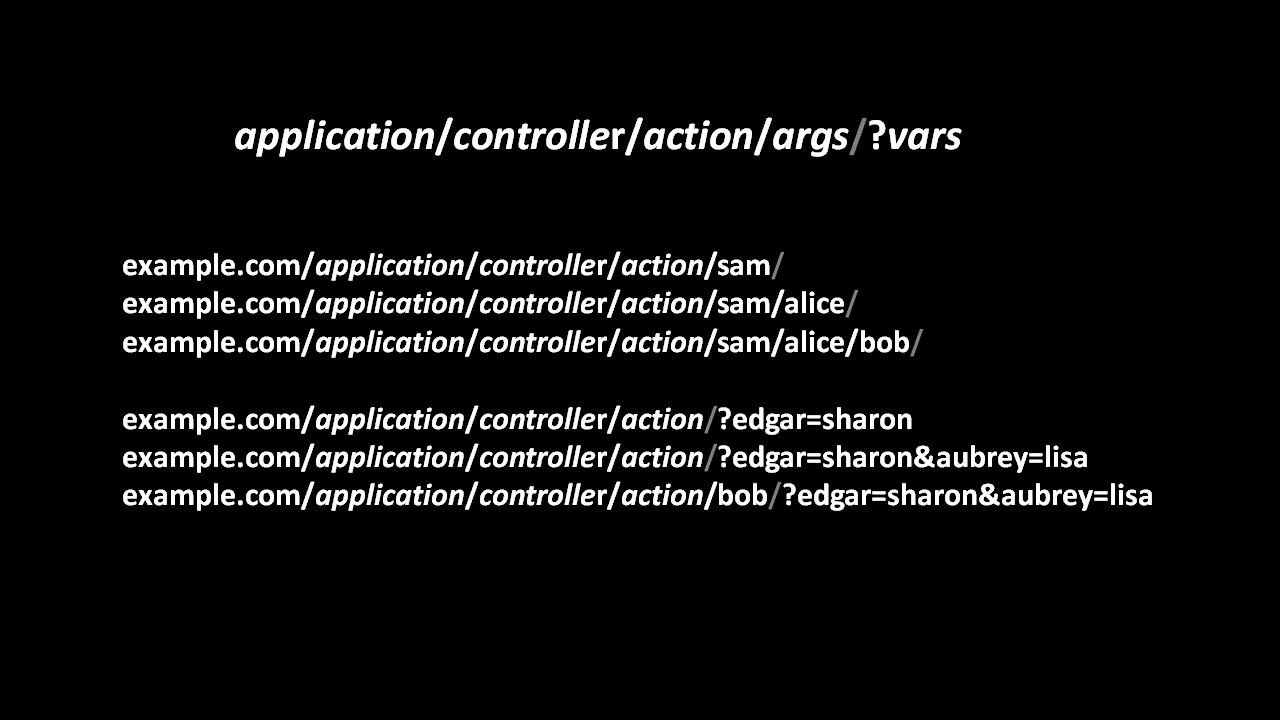 application/controller/action/args/?vars
example.com/application/controller/action/sam/
example.com/application/controller/action/sam/alice/
example.com/application/controller/action/sam/alice/bob/
example.com/application/controller/action/?edgar=sharon
example.com/application/controller/action/?edgar=sharon&aubrey=lisa
example.com/application/controller/action/bob/?edgar=sharon&aubrey=lisa